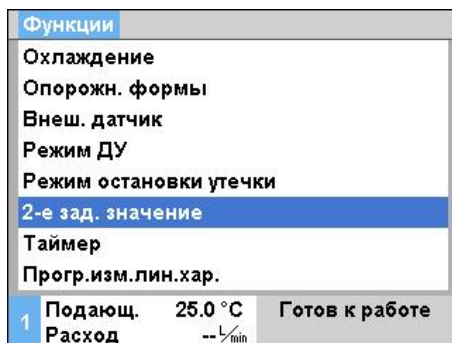 Функции
Охлаждение
Опорожн. формы
Внеш. датчик
Режим ДУ
Режим остановки утечки
2-е зад. значение
Таймер
Прогр.изм.лин.хар.
1 Подающ. 25.0 °C Готов к работе
Расход -- L/min